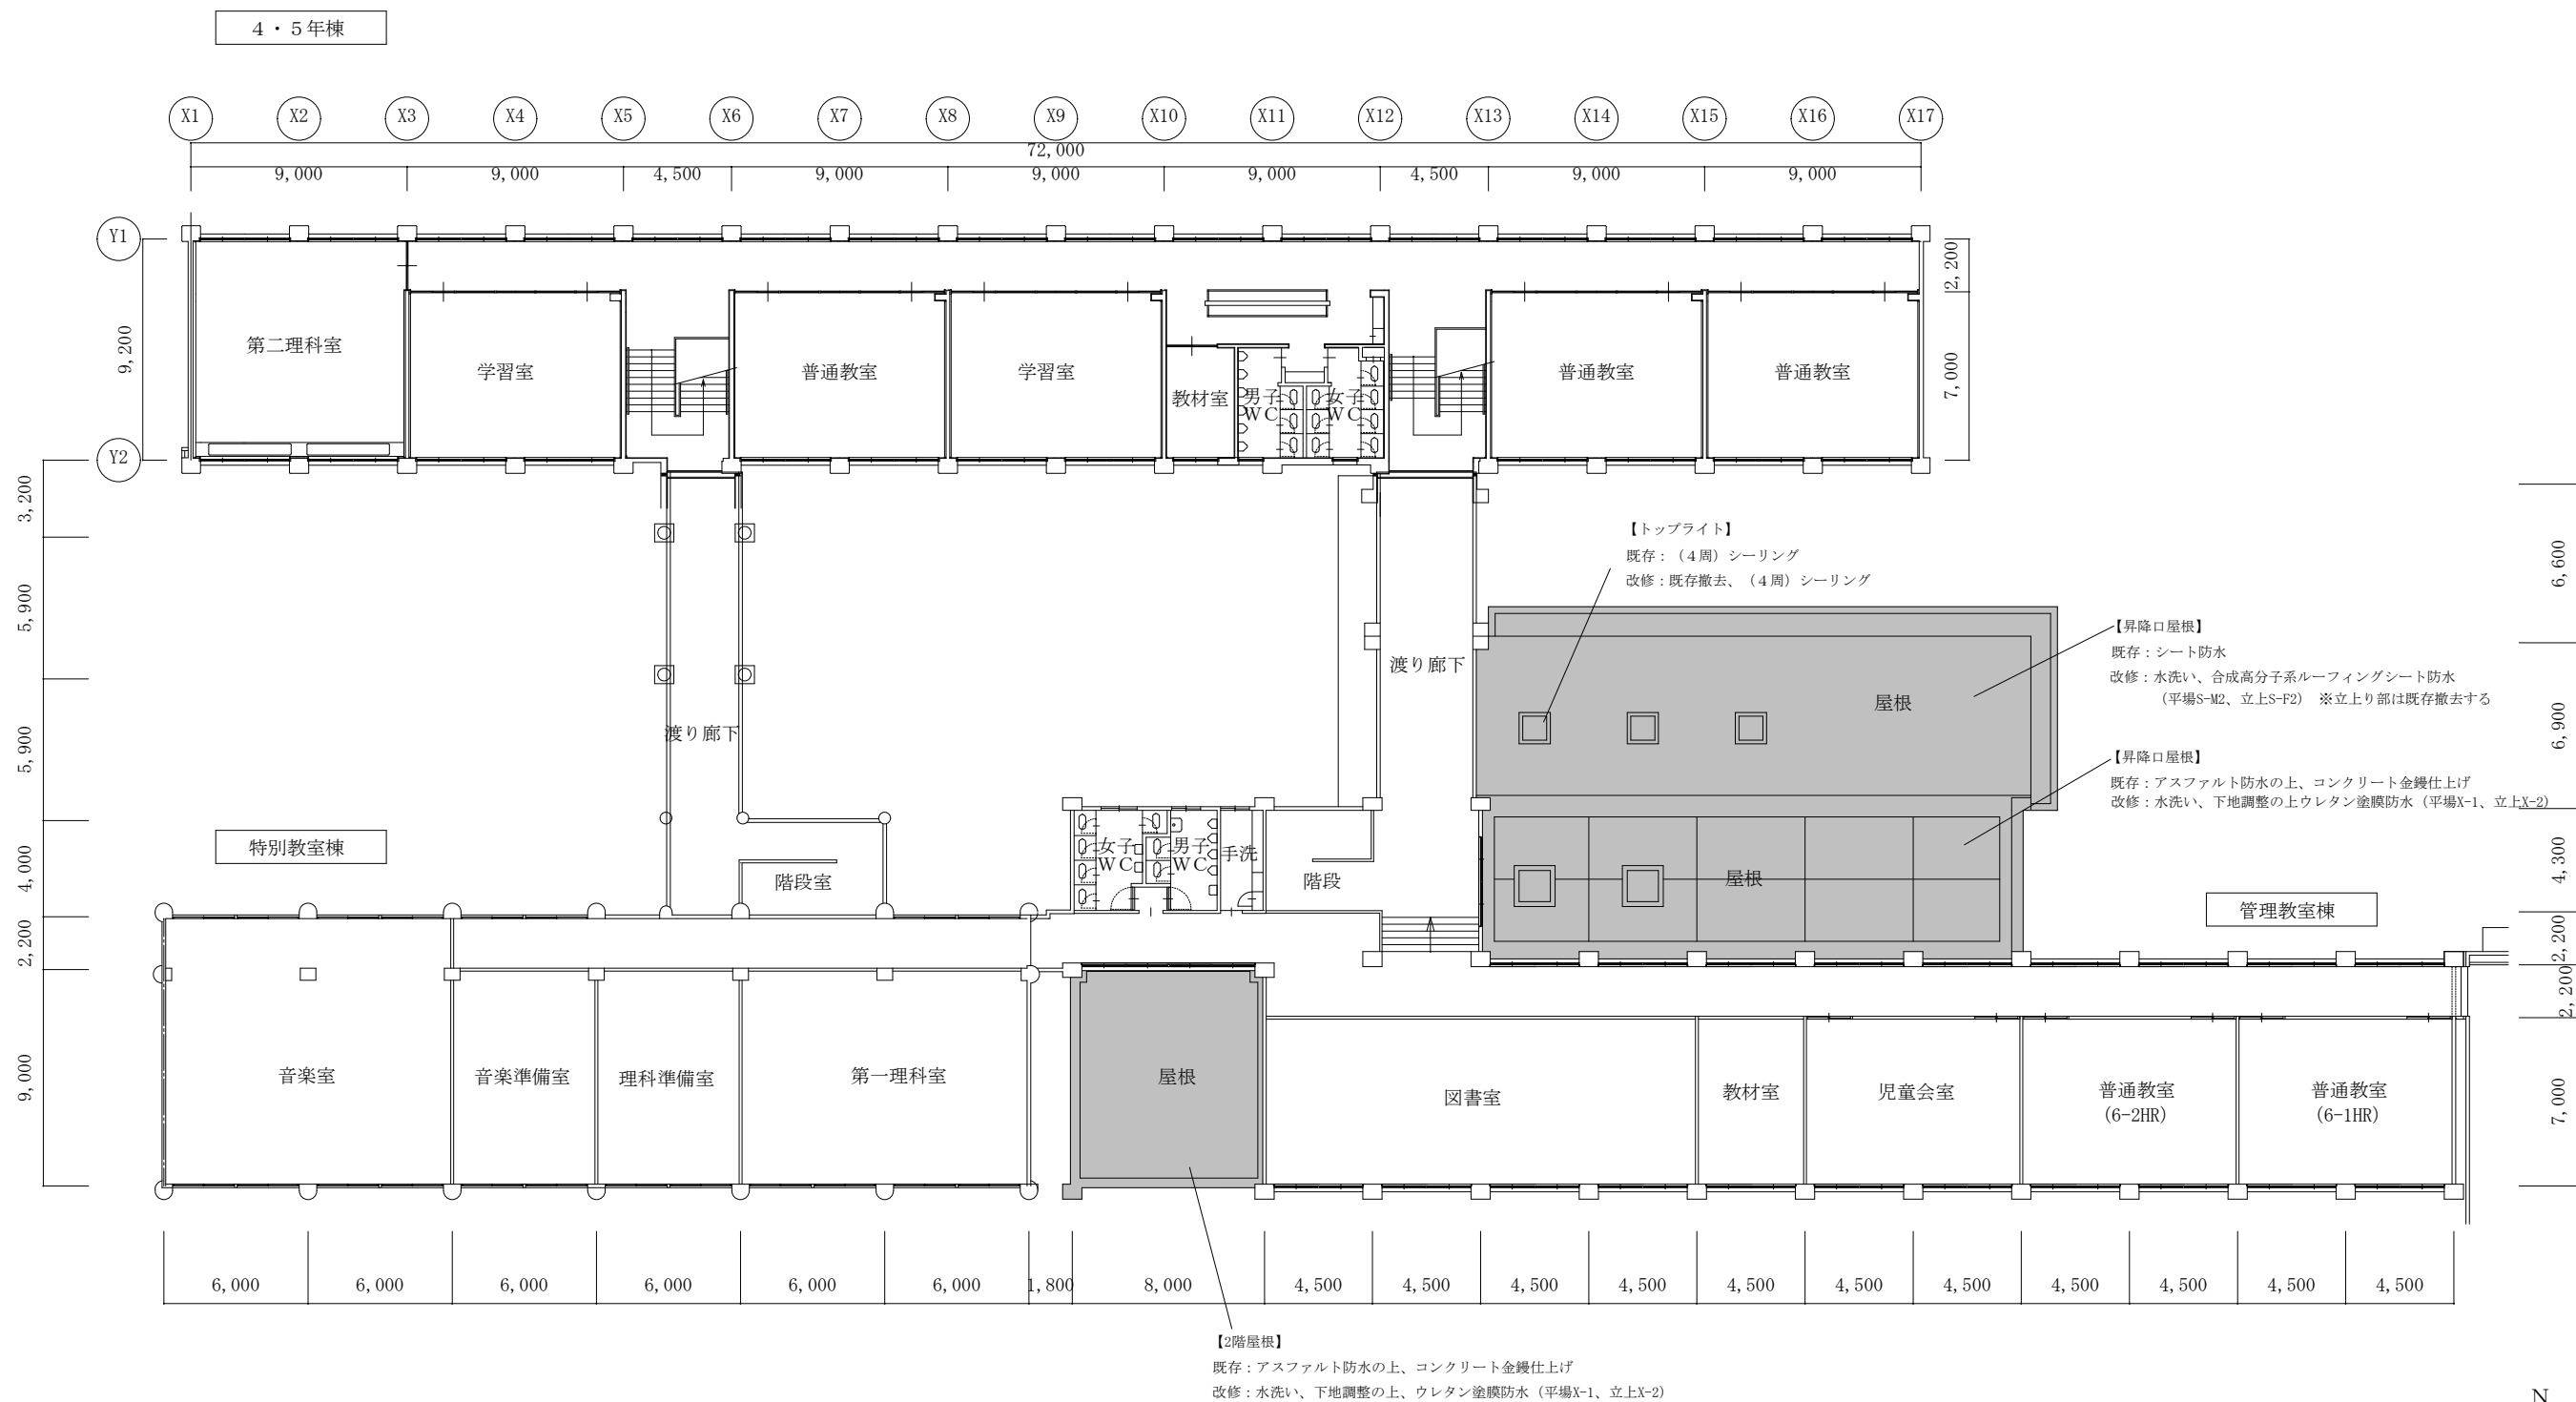 ４・５年棟
X1 X2 X3 X4 X5 X6 X7 X8 X9 X10 X11 X12 X13 X14 X15 X16 X17
72,000
9,000 9,000 4,500 9,000 9,000 9,000 4,500 9,000 9,000
Y1
Y2
9,200
2,200
7,000
第二理科室
学習室
普通教室
学習室
教材室
男子
ＷＣ
女子
ＷＣ
普通教室
普通教室
3,200
5,900
5,900
4,000
2,200
9,000
6,600
6,900
4,300
2,200
2,200
7,000
【トップライト】
既存：（４周）シーリング
改修：既存撤去、（４周）シーリング
【昇降口屋根】
既存：シート防水
改修：水洗い、合成高分子系ルーフィングシート防水
（平場S-M2、立上S-F2）　※立上り部は既存撤去する
【昇降口屋根】
既存：アスファルト防水の上、コンクリート金鏝仕上げ
改修：水洗い、下地調整の上ウレタン塗膜防水（平場X-1、立上X-2）
渡り廊下
渡り廊下
屋根
屋根
特別教室棟
階段室
女子
ＷＣ
男子
ＷＣ
手洗
階段
管理教室棟
音楽室
音楽準備室
理科準備室
第一理科室
屋根
図書室
教材室
児童会室
普通教室
(6-2HR)
普通教室
(6-1HR)
6,000 6,000 6,000 6,000 6,000 6,000 1,800 8,000 4,500 4,500 4,500 4,500 4,500 4,500 4,500 4,500 4,500 4,500 4,500
【2階屋根】
既存：アスファルト防水の上、コンクリート金鏝仕上げ
改修：水洗い、下地調整の上、ウレタン塗膜防水（平場X-1、立上X-2）
N